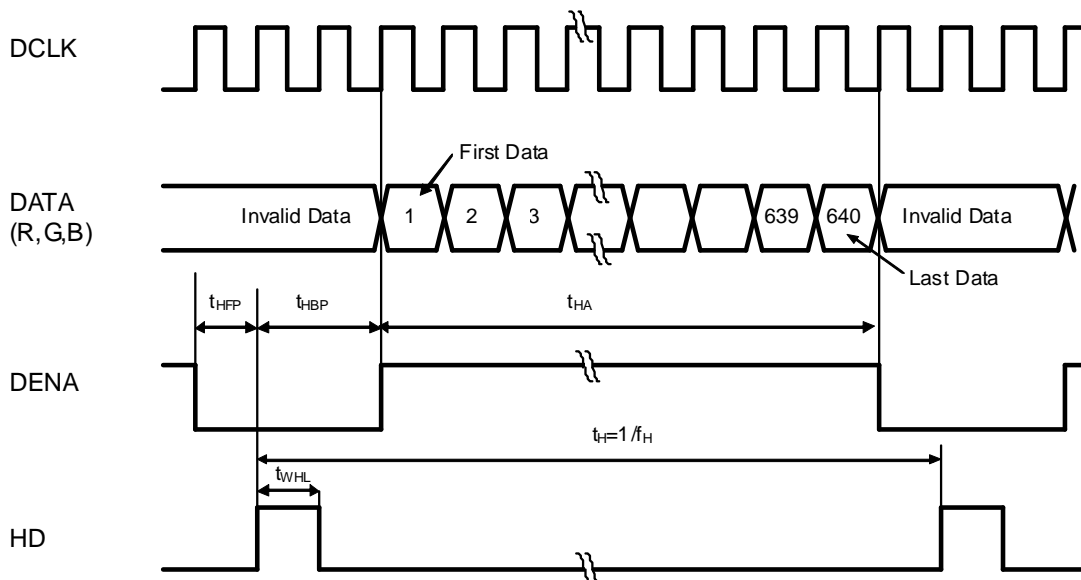 DCLK
First Data
DATA
(R,G,B)
Invalid Data
1
2
3
639
640
Invalid Data
Last Data
tHFP
tHBP
tHA
DENA
tH=1/fH
tWHL
HD